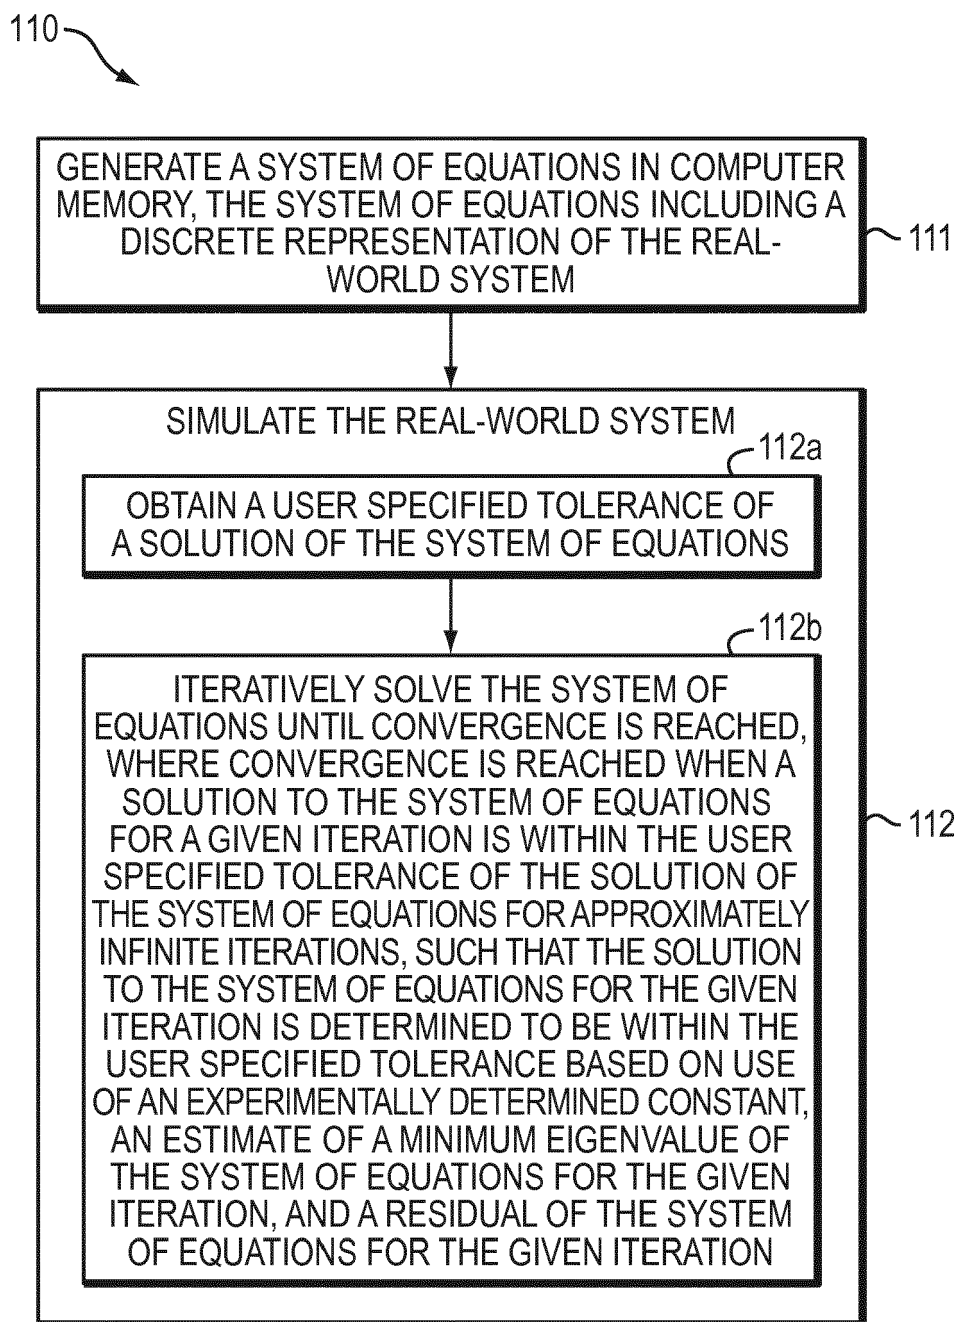 110
GENERATE A SYSTEM OF EQUATIONS IN COMPUTER
MEMORY, THE SYSTEM OF EQUATIONS INCLUDING A
DISCRETE REPRESENTATION OF THE REAL-
WORLD SYSTEM
111
SIMULATE THE REAL-WORLD SYSTEM
112a
OBTAIN A USER SPECIFIED TOLERANCE OF
A SOLUTION OF THE SYSTEM OF EQUATIONS
112b
ITERATIVELY SOLVE THE SYSTEM OF
EQUATIONS UNTIL CONVERGENCE IS REACHED,
WHERE CONVERGENCE IS REACHED WHEN A
SOLUTION TO THE SYSTEM OF EQUATIONS
FOR A GIVEN ITERATION IS WITHIN THE USER
SPECIFIED TOLERANCE OF THE SOLUTION OF
THE SYSTEM OF EQUATIONS FOR APPROXIMATELY
INFINITE ITERATIONS, SUCH THAT THE SOLUTION
TO THE SYSTEM OF EQUATIONS FOR THE GIVEN
ITERATION IS DETERMINED TO BE WITHIN THE
USER SPECIFIED TOLERANCE BASED ON USE
OF AN EXPERIMENTALLY DETERMINED CONSTANT,
AN ESTIMATE OF A MINIMUM EIGENVALUE OF
THE SYSTEM OF EQUATIONS FOR THE GIVEN
ITERATION, AND A RESIDUAL OF THE SYSTEM
OF EQUATIONS FOR THE GIVEN ITERATION
112